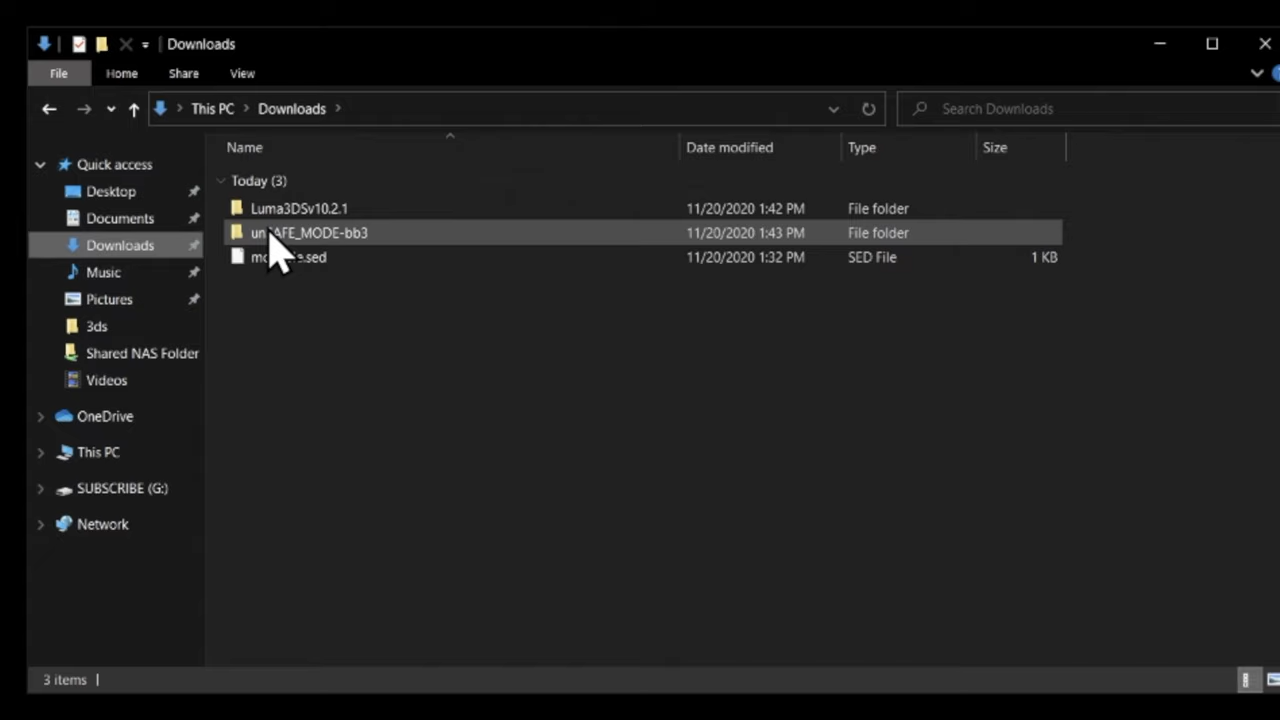 Downloads
File Home Share View
This PC Downloads Search Downloads
Name Date modified Type Size
Quick access
Today (3)
Desktop
Luma3DSv10.2.1 11/20/2020 1:42 PM File folder
Documents
11/20/2020 1:43 PM File folder
Downloads
11/20/2020 1:32 PM SED File 1 KB
Music
Pictures
3ds
Shared NAS Folder
Videos
OneDrive
This PC
SUBSCRIBE (G:)
Network
3 items